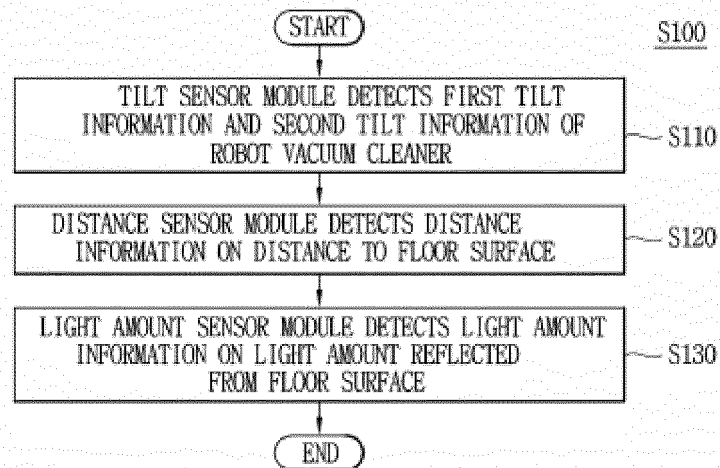 START
S100
TILT SENSOR MODULE DETECTS FIRST TILT
INFORMATION AND SECOND TILT INFORMATION OF
ROBOT VACUUM CLEANER
S110
DISTANCE SENSOR MODULE DETECTS DISTANCE
INFORMATION ON DISTANCE TO FLOOR SURFACE
S120
LIGHT AMOUNT SENSOR MODULE DETECTS LIGHT AMOUNT
INFORMATION ON LIGHT AMOUNT REFLECTED
FROM FLOOR SURFACE
S130
END